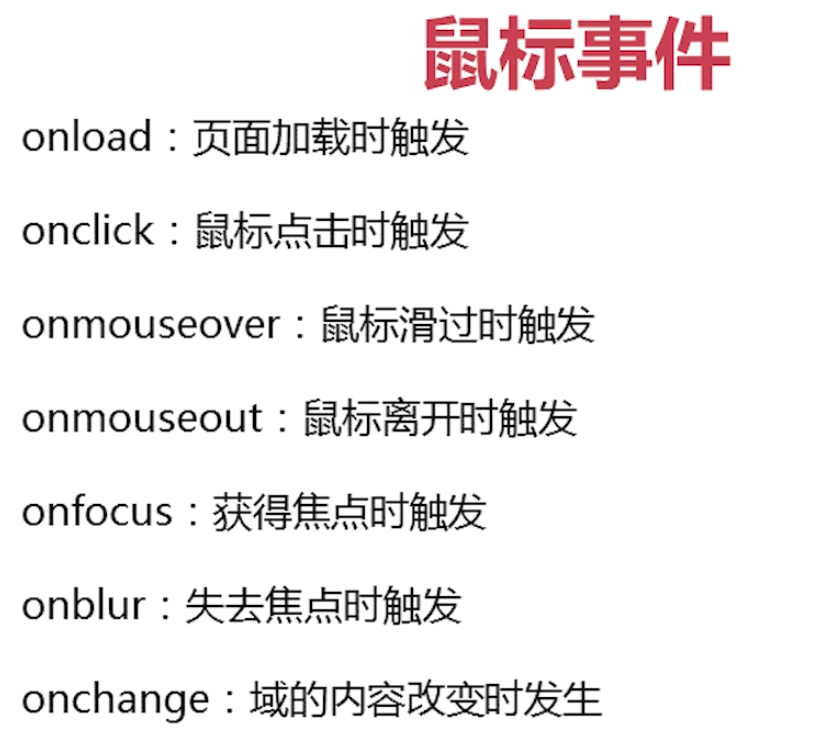 鼠标事件
onload：页面加载时触发
onclick：鼠标点击时触发
onmouseover：鼠标滑过时触发
onmouseout：鼠标离开时触发
onfocus：获得焦点时触发
onblur：失去焦点时触发
onchange：域的内容改变时发生